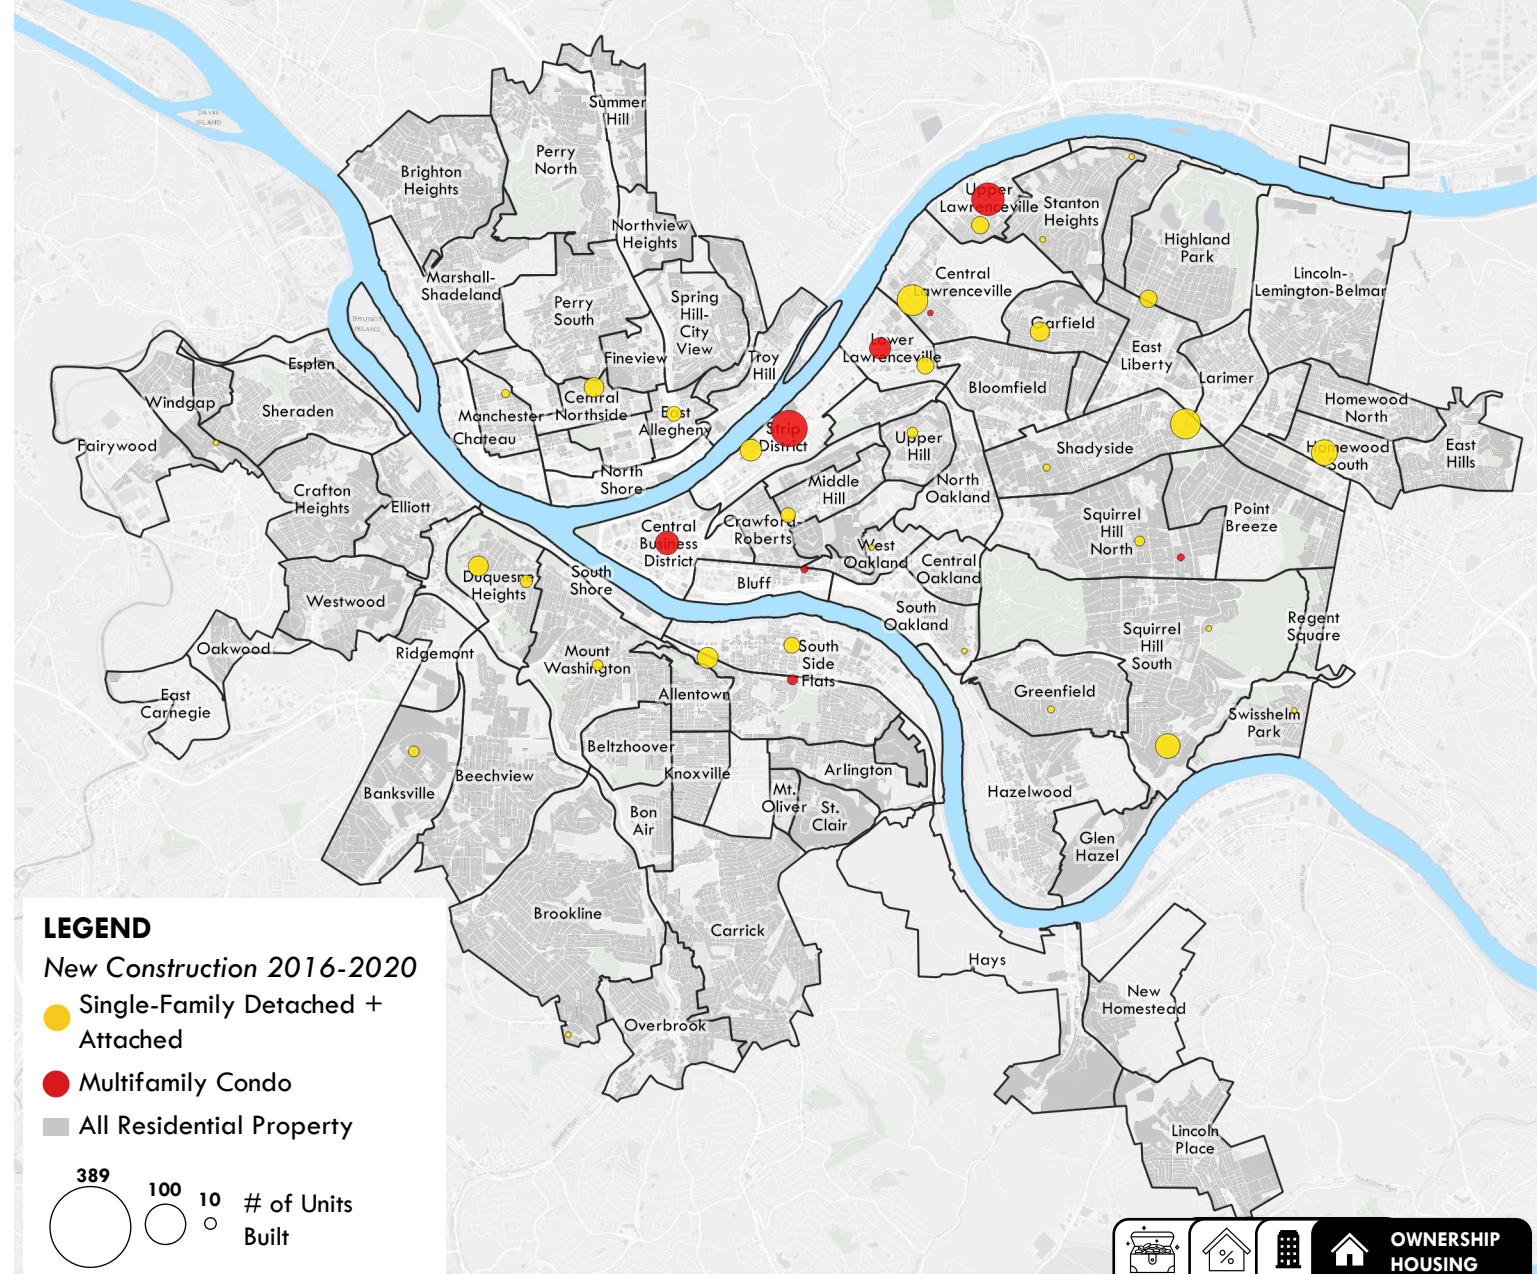 DAVIS
ISLAND
Summer
Hill
Perry
North
Brighton
Heights
Upper
Lawrenceville
Stanton
Heights
Northview
Heights
Highland
Park
Marshall-
Shadeland
Central
Lawrenceville
Lincoln-
Lemington-Belmar
Perry
South
Spring
Hill-
City
View
BRUNOT
ISLAND
Garfield
Lower
Lawrenceville
East
Liberty
Esplen
Fineview
Troy
Hill
Larimer
Bloomfield
Windgap
Sheraden
Manchester
Central
Northside
East
Allegheny
Homewood
North
Chateau
Strip
District
Fairywood
Upper
Hill
Shadyside
Homewood
South
East
Hills
North
Shore
Middle
Hill
North
Oakland
Crafton
Heights
Elliott
Central
Business
District
Crawford-
Roberts
Squirrel
Hill
North
Point
Breeze
West
Oakland
Central
Oakland
Duquesne
Heights
South
Shore
Bluff
Westwood
South
Oakland
Squirrel
Hill
South
Regent
Square
Oakwood
Ridgemont
Mount
Washington
South
Side
Flats
East
Carnegie
Allentown
Greenfield
Swisshelm
Park
Beltzhoover
Beechview
Knoxville
Arlington
Banksville
Mt.
Oliver
St.
Clair
Hazelwood
Bon
Air
Glen
Hazel
Brookline
Carrick
Hays
New
Homestead
Overbrook
Lincoln
Place
LEGEND
New Construction 2016-2020
Single-Family Detached +
Attached
Multifamily Condo
All Residential Property
389
100
10
# of Units
Built
%
OWNERSHIP
HOUSING